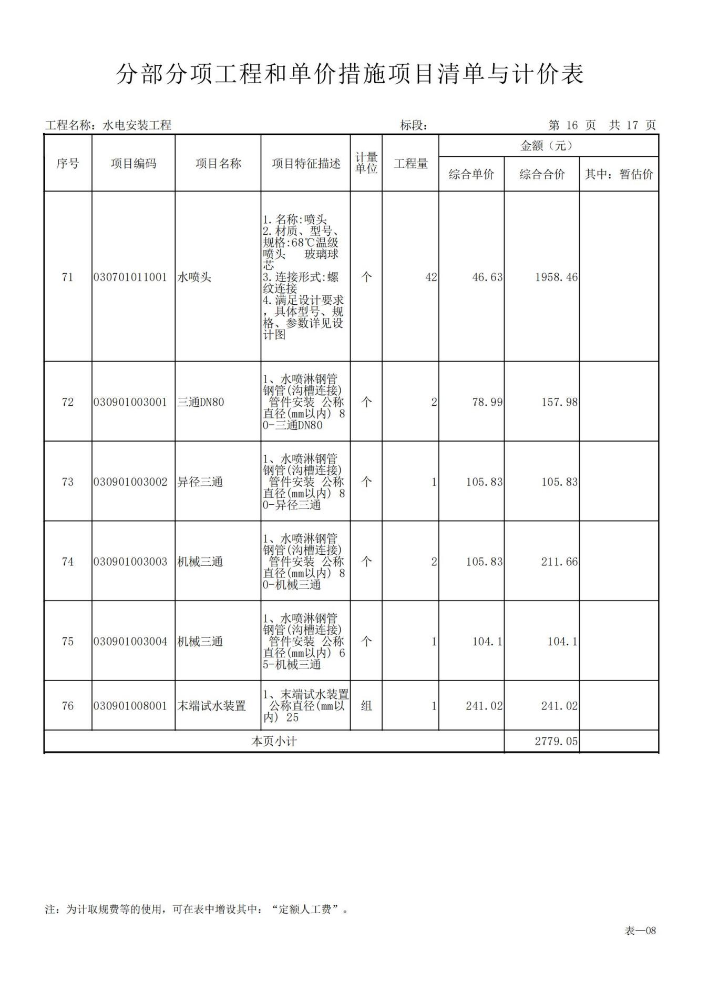 分部分项工程和单价措施项目清单与计价表
工程名称：水电安装工程 标段： 第 16 页 共 17 页
序号 项目编码 项目名称 项目特征描述 计量单位 工程量 金额（元）
综合单价 综合合价 其中：暂估价
71 030701011001 水喷头
1.名称:喷头
2.材质、型号、
规格:68℃温级
喷头 玻璃球
芯
3.连接形式:螺
纹连接
4.满足设计要求
，具体型号、规
格、参数详见设
计图
个 42 46.63 1958.46
72 030901003001 三通DN80
1、水喷淋钢管
钢管(沟槽连接)
管件安装 公称
直径(mm以内) 8
0-三通DN80
个 2 78.99 157.98
73 030901003002 异径三通
1、水喷淋钢管
钢管(沟槽连接)
管件安装 公称
直径(mm以内) 8
0-异径三通
个 1 105.83 105.83
74 030901003003 机械三通
1、水喷淋钢管
钢管(沟槽连接)
管件安装 公称
直径(mm以内) 8
0-机械三通
个 2 105.83 211.66
75 030901003004 机械三通
1、水喷淋钢管
钢管(沟槽连接)
管件安装 公称
直径(mm以内) 6
5-机械三通
个 1 104.1 104.1
76 030901008001 末端试水装置
1、末端试水装置
公称直径(mm以
内) 25
组 1 241.02 241.02
本页小计 2779.05
注：为计取规费等的使用，可在表中增设其中：“定额人工费”。
表—08